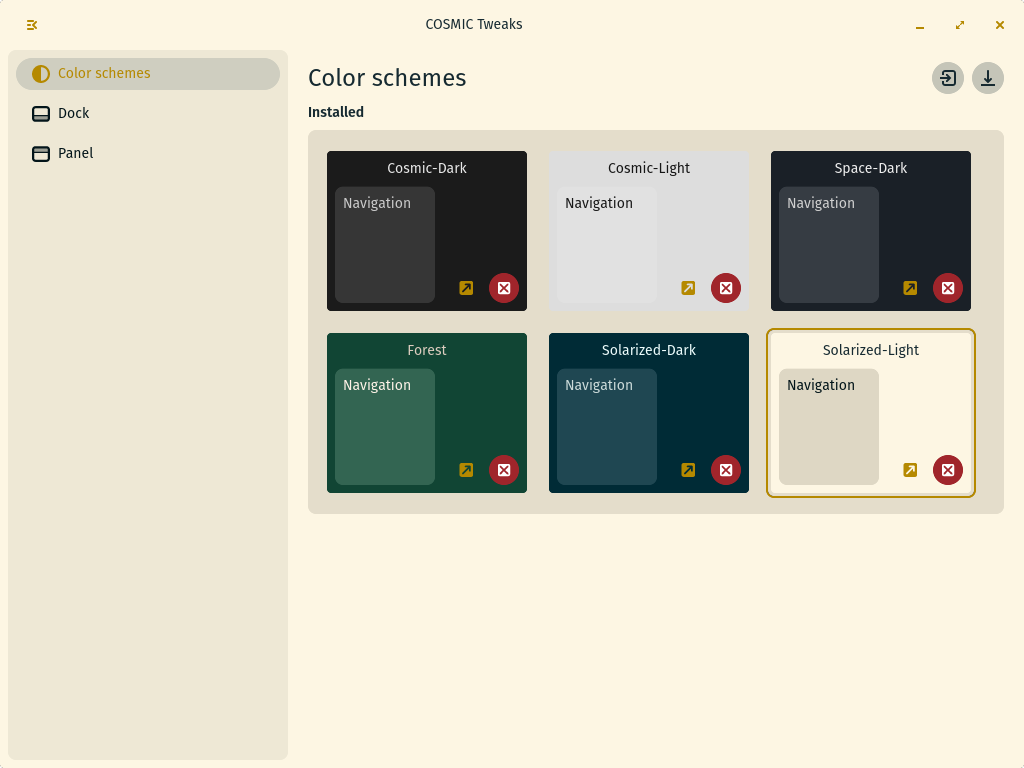 COSMIC Tweaks
Color schemes
Dock
Panel
Color schemes
Installed
Cosmic-Dark
Navigation
Cosmic-Light
Navigation
Space-Dark
Navigation
Forest
Navigation
Solarized-Dark
Navigation
Solarized-Light
Navigation